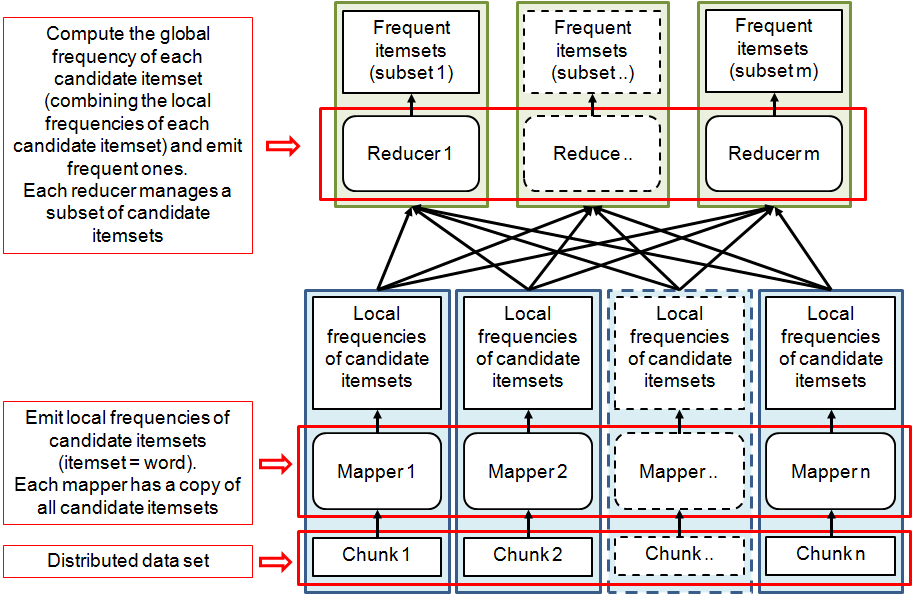 Compute the global
frequency of each
candidate itemset
(combining the local
frequencies of each
candidate itemset) and emit
frequent ones.
Each reducer manages a
subset of candidate
itemsets
Frequent
itemsets
(subset 1)
Frequent
itemsets
(subset ..)
Frequent
itemsets
(subset m)
Reducer 1
Reduce ..
Reducer m
Local
frequencies
of candidate
itemsets
Local
frequencies
of candidate
itemsets
Local
frequencies
of candidate
itemsets
Local
frequencies
of candidate
itemsets
Emit local frequencies of
candidate itemsets
(itemset = word).
Each mapper has a copy of
all candidate itemsets
Mapper 1
Mapper 2
Mapper ..
Mapper n
Distributed data set
Chunk 1
Chunk 2
Chunk ..
Chunk n